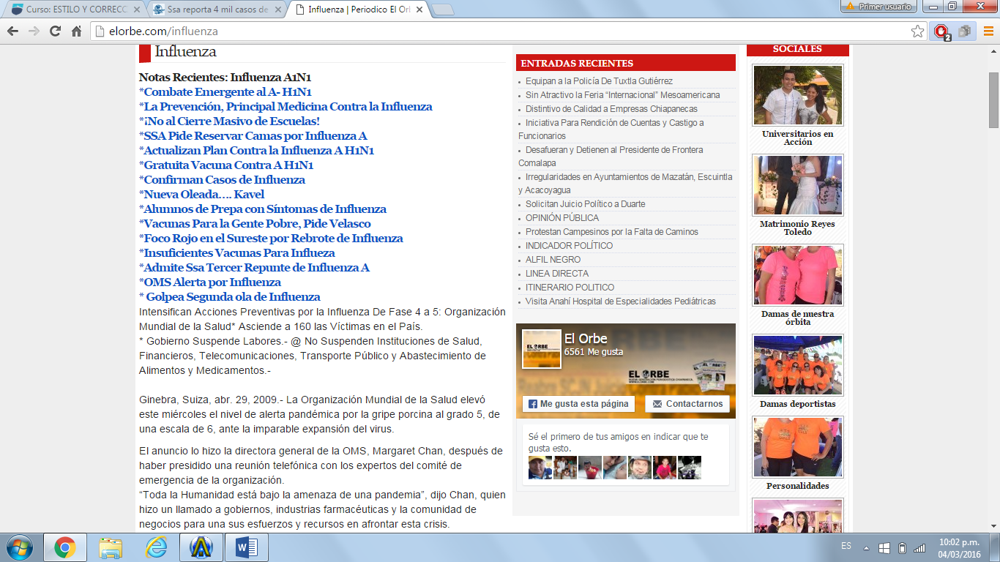 Curso: ESTILO Y CORRECC
Ssa reporta 4 mil casos de
Influenza | Periodico El Orb
Primer usuario
elorbe.com/influenza
2
Influenza
Notas Recientes: Influenza A1N1
*Combate Emergente al A- H1N1
*La Prevención, Principal Medicina Contra la Influenza
*¡No al Cierre Masivo de Escuelas!
*SSA Pide Reservar Camas por Influenza A
*Actualizan Plan Contra la Influenza A H1N1
*Gratuita Vacuna Contra A H1N1
*Confirman Casos de Influenza
*Nueva Oleada…. Kavel
*Alumnos de Prepa con Síntomas de Influenza
*Vacunas Para la Gente Pobre, Pide Velasco
*Foco Rojo en el Sureste por Rebrote de Influenza
*Insuficientes Vacunas Para Influeza
*Admite Ssa Tercer Repunte de Influenza A
*OMS Alerta por Influenza
* Golpea Segunda ola de Influenza
Intensifican Acciones Preventivas por la Influenza De Fase 4 a 5: Organización
Mundial de la Salud* Asciende a 160 las Víctimas en el País.
* Gobierno Suspende Labores.- @ No Suspenden Instituciones de Salud,
Financieros, Telecomunicaciones, Transporte Público y Abastecimiento de
Alimentos y Medicamentos.-
Ginebra, Suiza, abr. 29, 2009.- La Organización Mundial de la Salud elevó
este miércoles el nivel de alerta pandémica por la gripe porcina al grado 5, de
una escala de 6, ante la imparable expansión del virus.
El anuncio lo hizo la directora general de la OMS, Margaret Chan, después de
haber presidido una reunión telefónica con los expertos del comité de
emergencia de la organización.
“Toda la Humanidad está bajo la amenaza de una pandemia”, dijo Chan, quien
hizo un llamado a gobiernos, industrias farmacéuticas y la comunidad de
negocios para una sus esfuerzos y recursos en afrontar esta crisis.
ENTRADAS RECIENTES
Equipan a la Policía De Tuxtla Gutiérrez
Sin Atractivo la Feria “Internacional” Mesoamericana
Distintivo de Calidad a Empresas Chiapanecas
Iniciativa Para Rendición de Cuentas y Castigo a
Funcionarios
Desafueran y Detienen al Presidente de Frontera
Comalapa
Irregularidades en Ayuntamientos de Mazatán, Escuintla
y Acacoyagua
Solicitan Juicio Político a Duarte
OPINIÓN PÚBLICA
Protestan Campesinos por la Falta de Caminos
INDICADOR POLÍTICO
ALFIL NEGRO
LINEA DIRECTA
ITINERARIO POLITICO
Visita Anahí Hospital de Especialidades Pediátricas
El Orbe
6561 Me gusta
EL ORBE
Me gusta esta página
Contactarnos
Sé el primero de tus amigos en indicar que te
gusta esto.
SOCIALES
Universitarios en
Acción
Matrimonio Reyes
Toledo
Damas de nuestra
órbita
Damas deportistas
Personalidades
ES
10:02 p.m.
04/03/2016